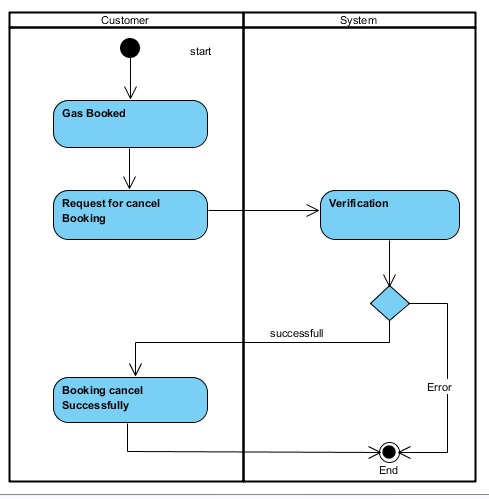 Customer
System
start
Gas Booked
Request for cancel
Booking
Verification
successfull
Booking cancel
Successfully
Error
End